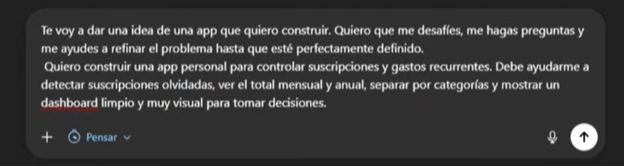 Te voy a dar una idea de una app que quiero construir. Quiero que me desafíes, me hagas preguntas y
me ayudes a refinar el problema hasta que esté perfectamente definido.
Quiero construir una app personal para controlar suscripciones y gastos recurrentes. Debe ayudarme a
detectar suscripciones olvidadas, ver el total mensual y anual, separar por categorías y mostrar un
dashboard limpio y muy visual para tomar decisiones.
Pensar